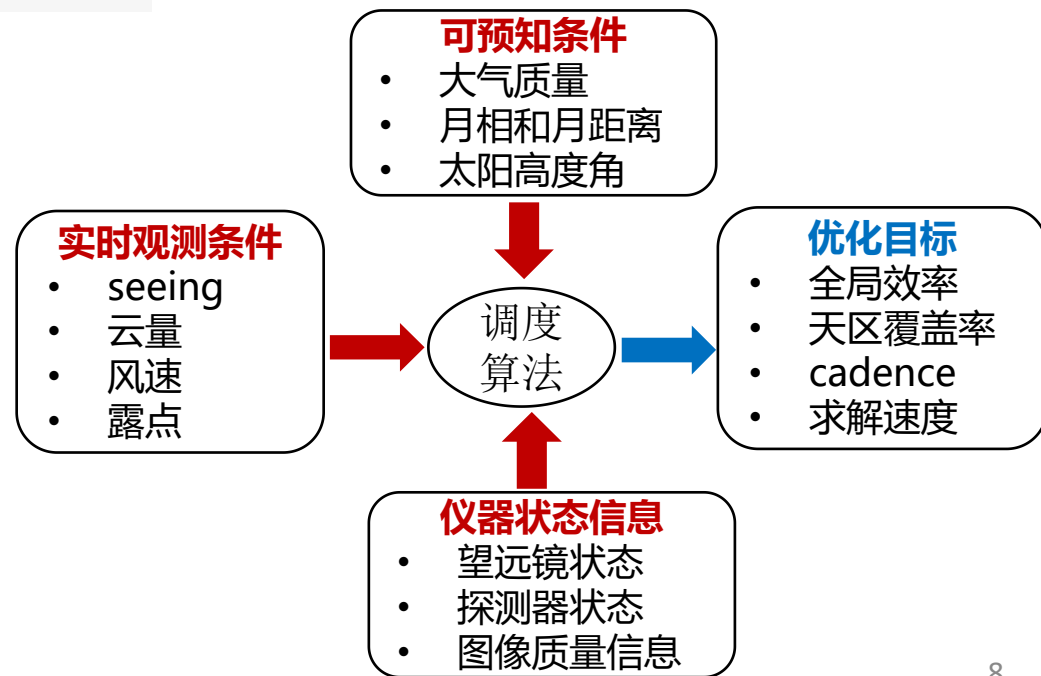 可预知条件
• 大气质量
• 月相和月距离
• 太阳高度角
实时观测条件
• seeing
• 云量
• 风速
• 露点
调度
算法
优化目标
• 全局效率
• 天区覆盖率
• cadence
• 求解速度
仪器状态信息
• 望远镜状态
• 探测器状态
• 图像质量信息
8